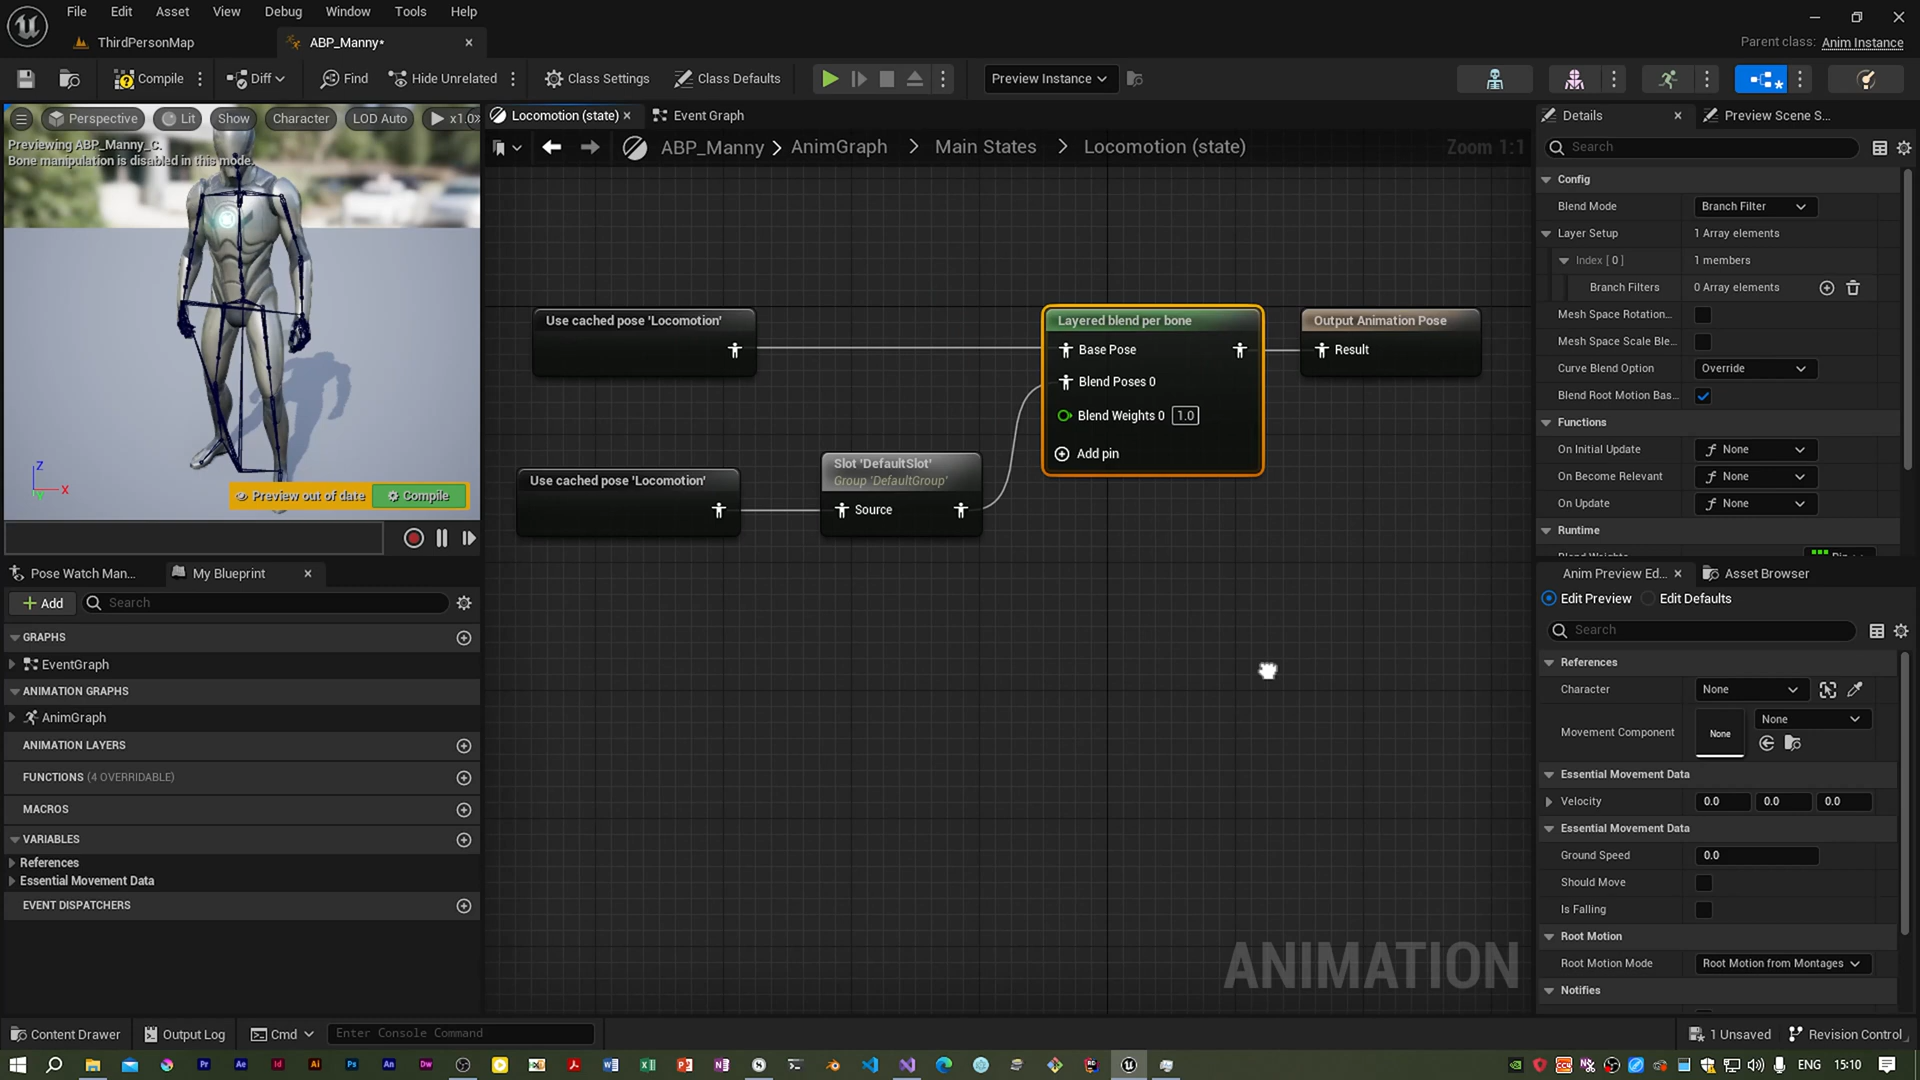 File Edit Asset View Debug Window Tools Help
ThirdPersonMap
ABP_Manny*
Parent class: Anim Instance
Compile
Diff
Find
Hide Unrelated
Class Settings
Class Defaults
Preview Instance
Perspective
Lit
Show
Character
LOD Auto
x1.0
Previewing ABP_Manny_C.
Bone manipulation is disabled in this mode.
Z
X
Y
Preview out of date
Compile
Locomotion (state)
Event Graph
ABP_Manny > AnimGraph > Main States > Locomotion (state)
Zoom 1:1
Use cached pose 'Locomotion'
Use cached pose 'Locomotion'
Slot 'DefaultSlot'
Group 'DefaultGroup'
Source
Layered blend per bone
Base Pose
Blend Poses 0
Blend Weights 0 1.0
Add pin
Output Animation Pose
Result
ANIMATION
Pose Watch Man...
My Blueprint
Add
Search
GRAPHS
EventGraph
ANIMATION GRAPHS
AnimGraph
ANIMATION LAYERS
FUNCTIONS (4 OVERRIDABLE)
MACROS
VARIABLES
References
Essential Movement Data
EVENT DISPATCHERS
Details
Preview Scene S...
Search
Config
Blend Mode Branch Filter
Layer Setup 1 Array elements
Index [ 0 ] 1 members
Branch Filters 0 Array elements
Mesh Space Rotation...
Mesh Space Scale Ble...
Curve Blend Option Override
Blend Root Motion Bas...
Functions
On Initial Update None
On Become Relevant None
On Update None
Runtime
Anim Preview Ed...
Asset Browser
Edit Preview
Edit Defaults
Search
References
Character None
Movement Component None None
Essential Movement Data
Velocity 0.0 0.0 0.0
Essential Movement Data
Ground Speed 0.0
Should Move
Is Falling
Root Motion
Root Motion Mode Root Motion from Montages
Notifies
Content Drawer
Output Log
Cmd
Enter Console Command
1 Unsaved
Revision Control
Pr Ae Id Ai Ps An Dw
ENG 15:10